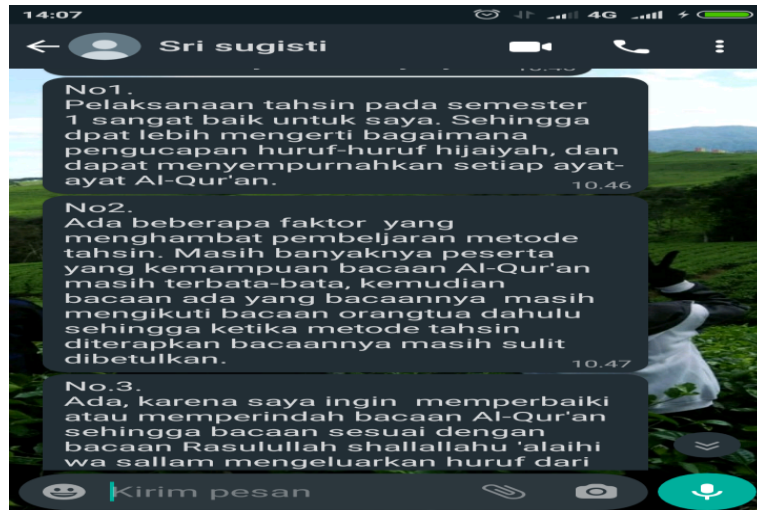 14:07
4G
Sri sugisti
No1.
Pelaksanaan tahsin pada semester
1 sangat baik untuk saya. Sehingga
dpat lebih mengerti bagaimana
pengucapan huruf-huruf hijaiyah, dan
dapat menyempurnahkan setiap ayat-
ayat Al-Qur'an.
10.46
No2.
Ada beberapa faktor yang
menghambat pembeljaran metode
tahsin. Masih banyaknya peserta
yang kemampuan bacaan Al-Qur'an
masih terbata-bata, kemudian
bacaan ada yang bacaannya masih
mengikuti bacaan orangtua dahulu
sehingga ketika metode tahsin
diterapkan bacaannya masih sulit
dibetulkan.
10.47
No.3.
Ada, karena saya ingin memperbaiki
atau memperindah bacaan Al-Qur'an
sehingga bacaan sesuai dengan
bacaan Rasulullah shallallahu 'alaihi
wa sallam mengeluarkan huruf dari
Kirim pesan